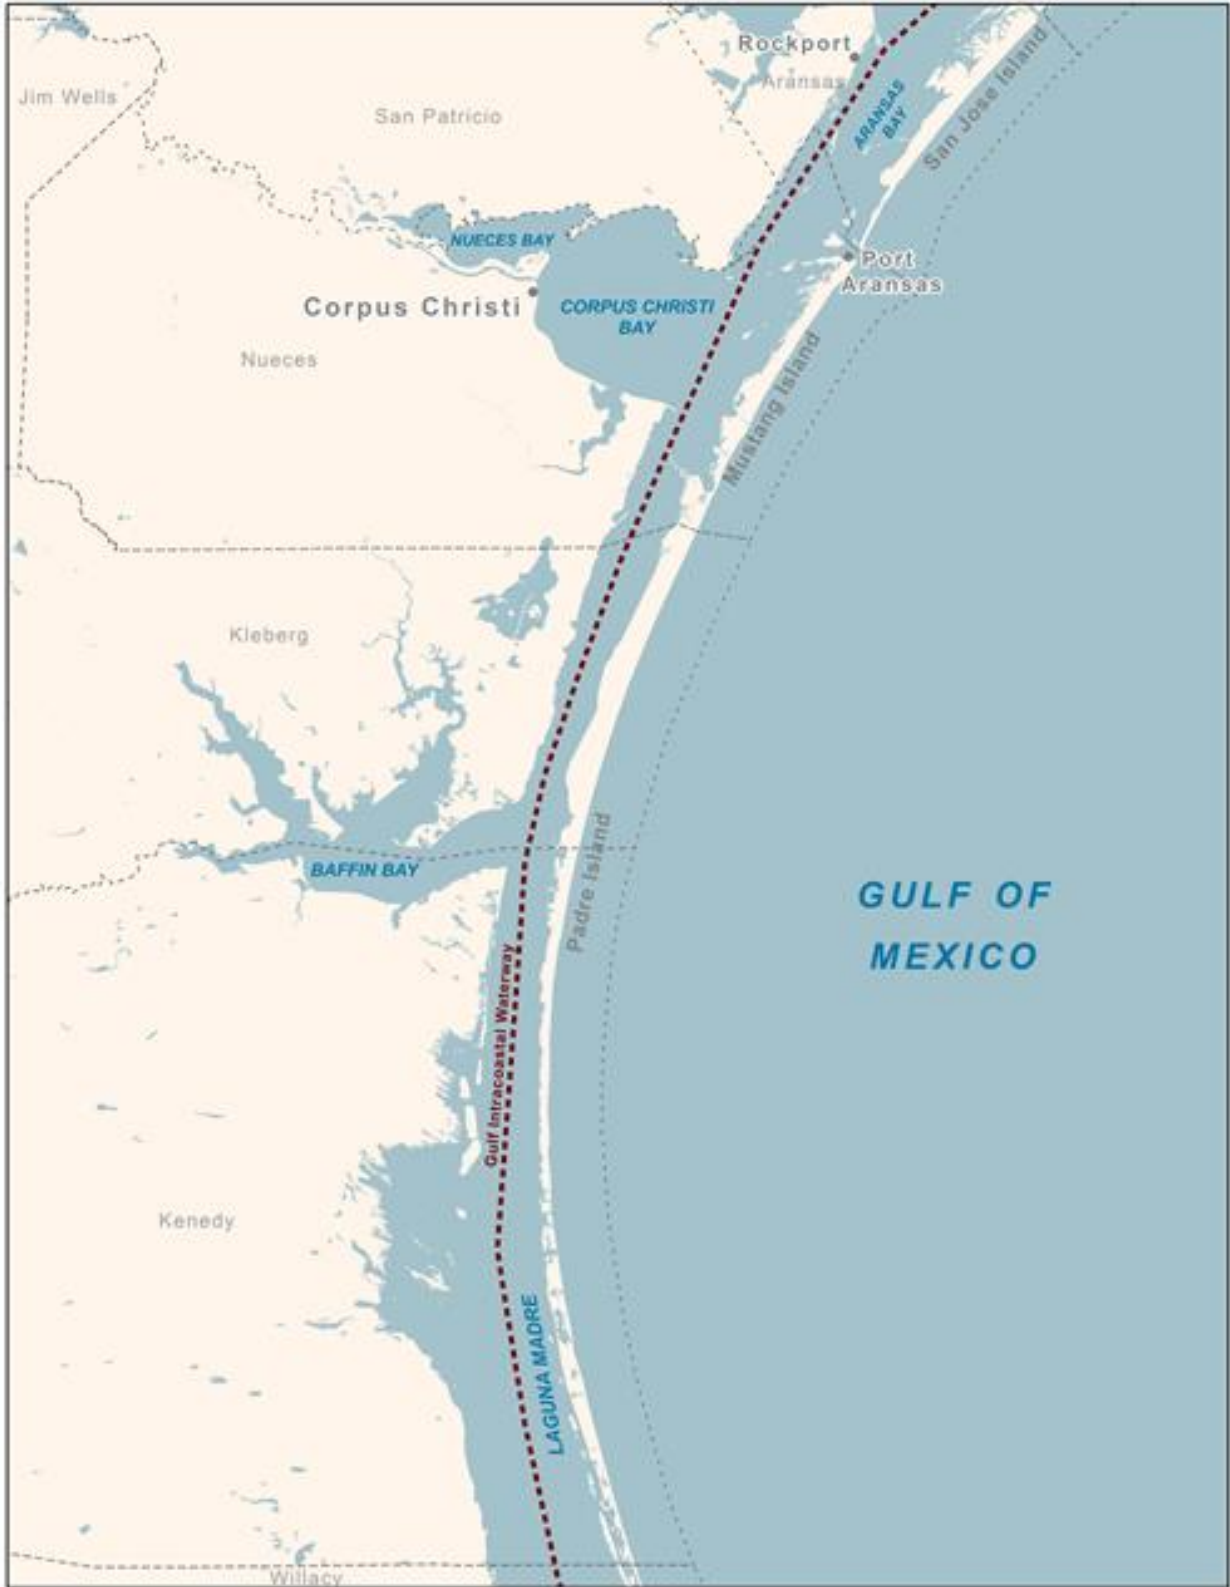 Rockport
Aransas
Jim Wells
San Patricio
ARANSAS
BAY
San Jose Island
NUECES BAY
Port
Aransas
Corpus Christi
CORPUS CHRISTI
BAY
Nueces
Mustang Island
Kleberg
BAFFIN BAY
Padre Island
GULF OF
MEXICO
Gulf Intracoastal Waterway
Kenedy
LAGUNA MADRE
Willacy